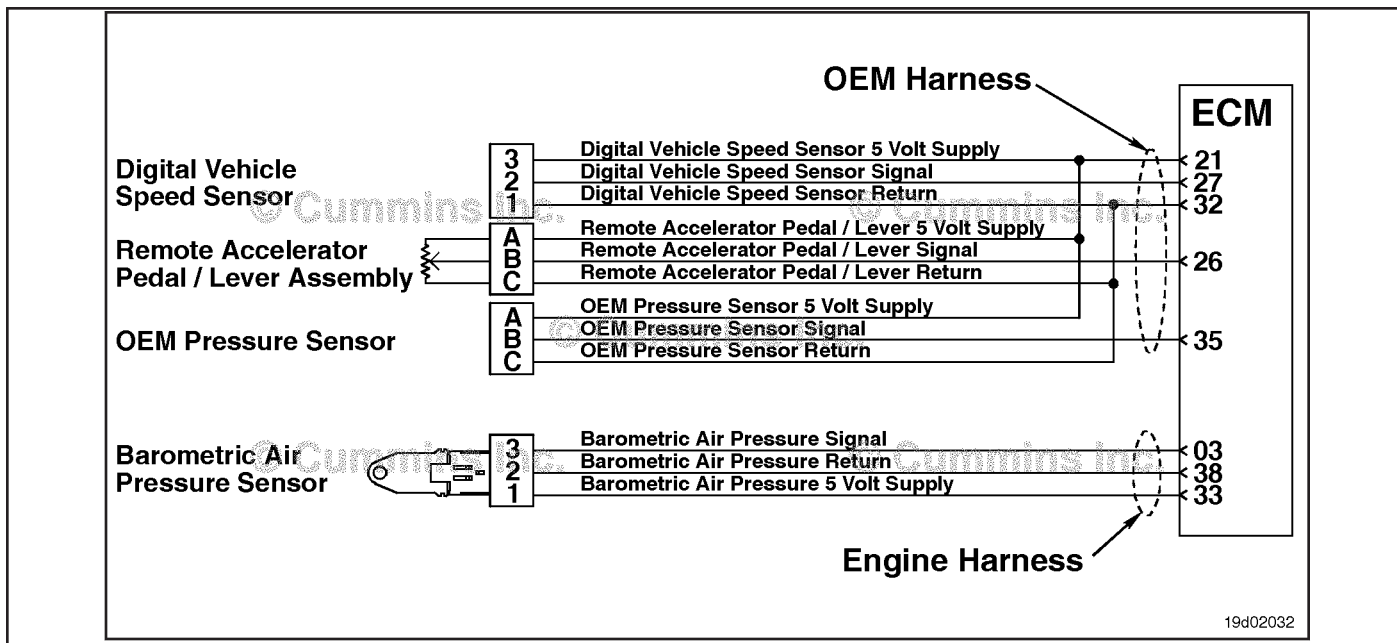 OEM Harness
ECM
Digital Vehicle
Speed Sensor
3 Digital Vehicle Speed Sensor 5 Volt Supply 21
2 Digital Vehicle Speed Sensor Signal 27
1 Digital Vehicle Speed Sensor Return 32
© Cummins Inc. © Cummins Inc.
Remote Accelerator
Pedal / Lever Assembly
A Remote Accelerator Pedal / Lever 5 Volt Supply
B Remote Accelerator Pedal / Lever Signal 26
C Remote Accelerator Pedal / Lever Return
OEM Pressure Sensor
A OEM Pressure Sensor 5 Volt Supply
B OEM Pressure Sensor Signal 35
C OEM Pressure Sensor Return
© Cummins Inc.
Barometric Air
Pressure Sensor
3 Barometric Air Pressure Signal 03
2 Barometric Air Pressure Return 38
1 Barometric Air Pressure 5 Volt Supply 33
© Cummins Inc. © Cummins Inc.
Engine Harness
19d02032